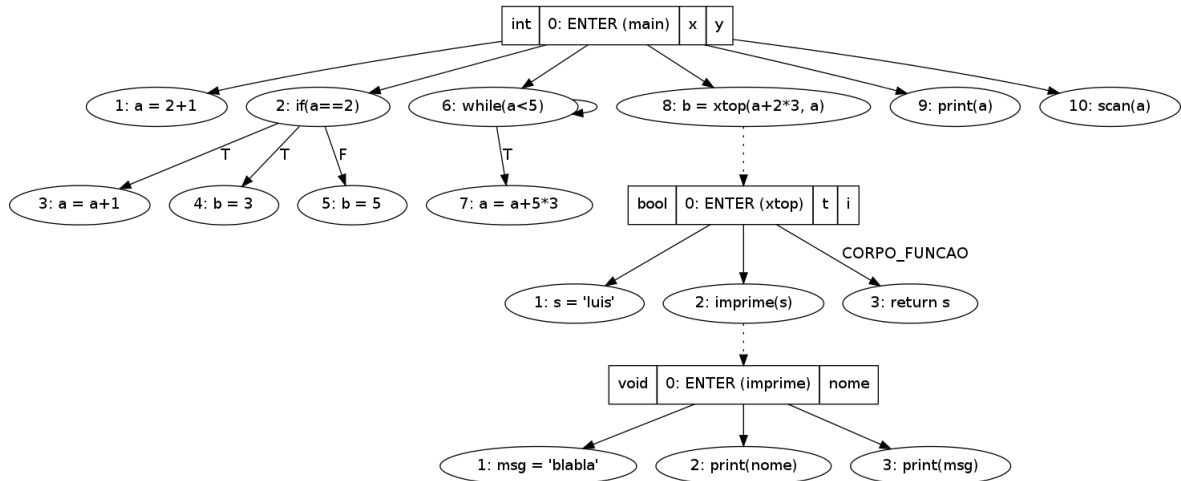 int 0: ENTER (main) x y
1: a = 2+1
2: if(a==2)
6: while(a<5)
8: b = xtop(a+2*3, a)
9: print(a)
10: scan(a)
T
T
F
T
3: a = a+1
4: b = 3
5: b = 5
7: a = a+5*3
bool 0: ENTER (xtop) t i
CORPO_FUNCAO
1: s = 'luis'
2: imprime(s)
3: return s
void 0: ENTER (imprime) nome
1: msg = 'blabla'
2: print(nome)
3: print(msg)